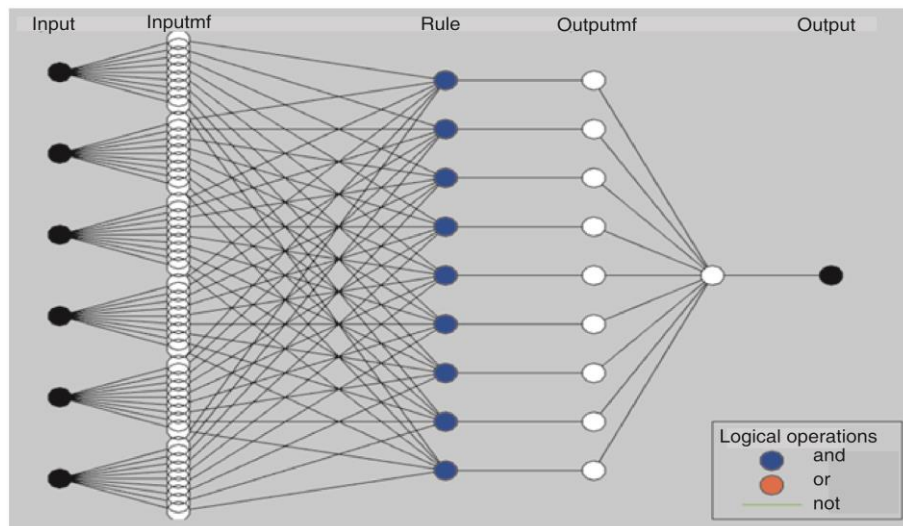 Input Inputmf Rule Outputmf Output
Logical operations
and
or
not